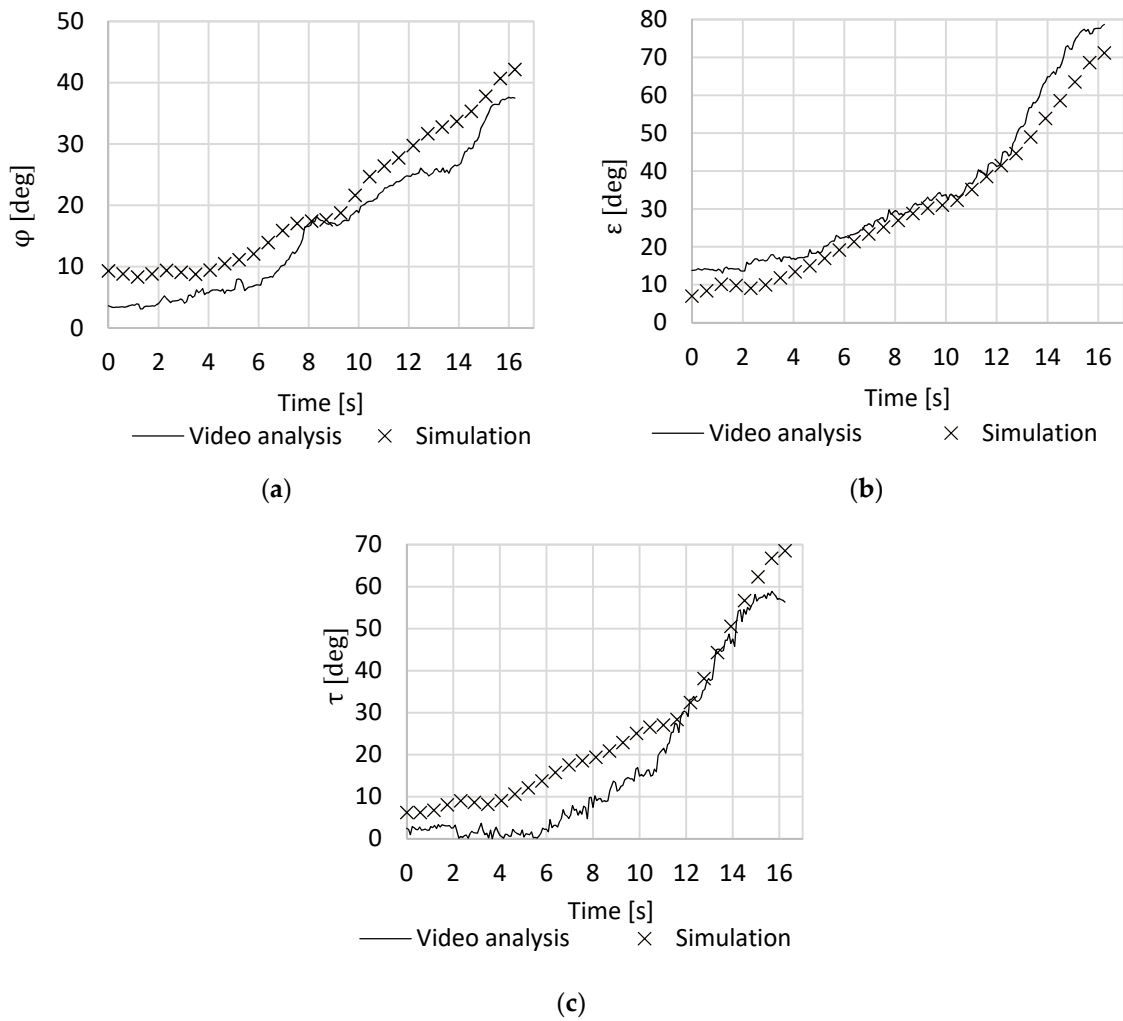 50
40
30
20
10
0
φ [deg]
0 2 4 6 8 10 12 14 16
Time [s]
Video analysis × Simulation
(a)
80
70
60
50
40
30
20
10
0
ε [deg]
0 2 4 6 8 10 12 14 16
Time [s]
Video analysis × Simulation
(b)
70
60
50
40
30
20
10
0
τ [deg]
0 2 4 6 8 10 12 14 16
Time [s]
Video analysis × Simulation
(c)